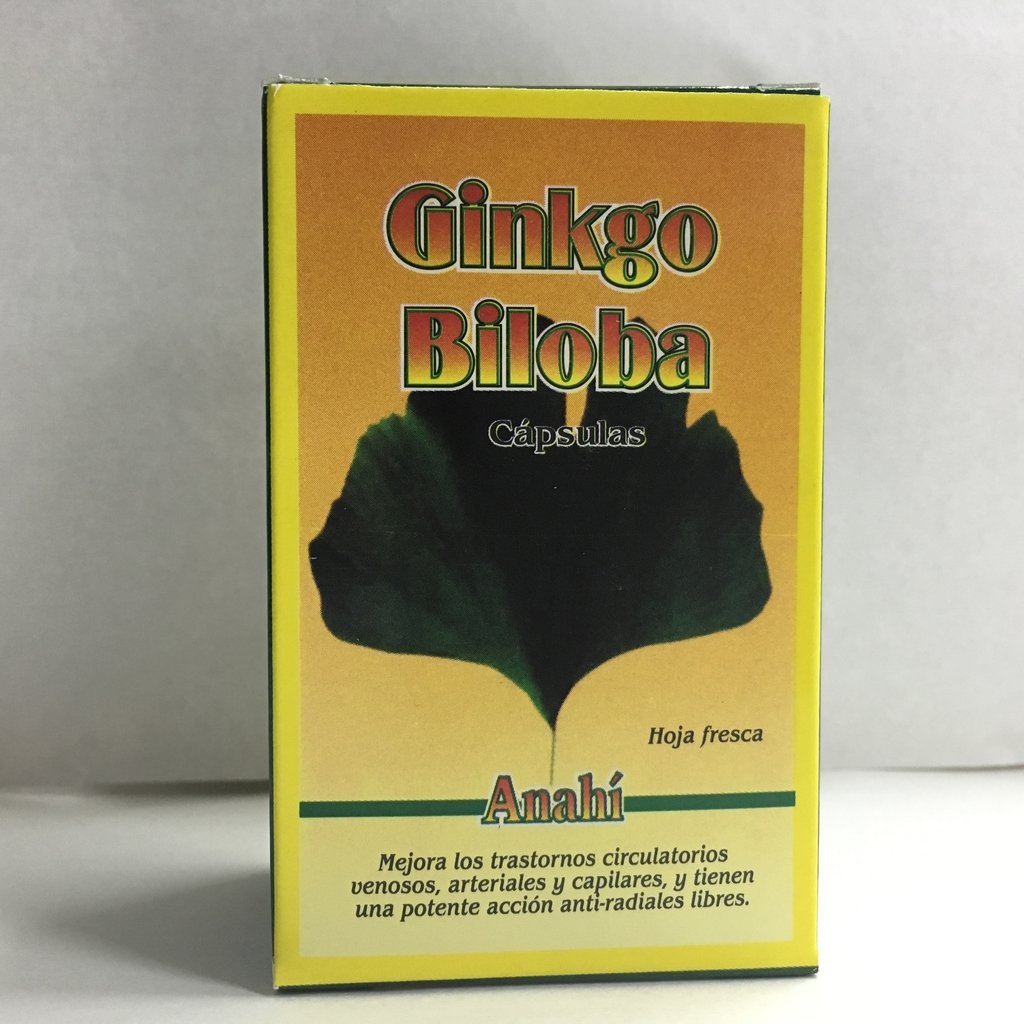 Ginkgo
Biloba
Cápsulas
Hoja fresca
Anahí
Mejora los trastornos circulatorios
venosos, arteriales y capilares, y tienen
una potente acción anti-radiales libres.